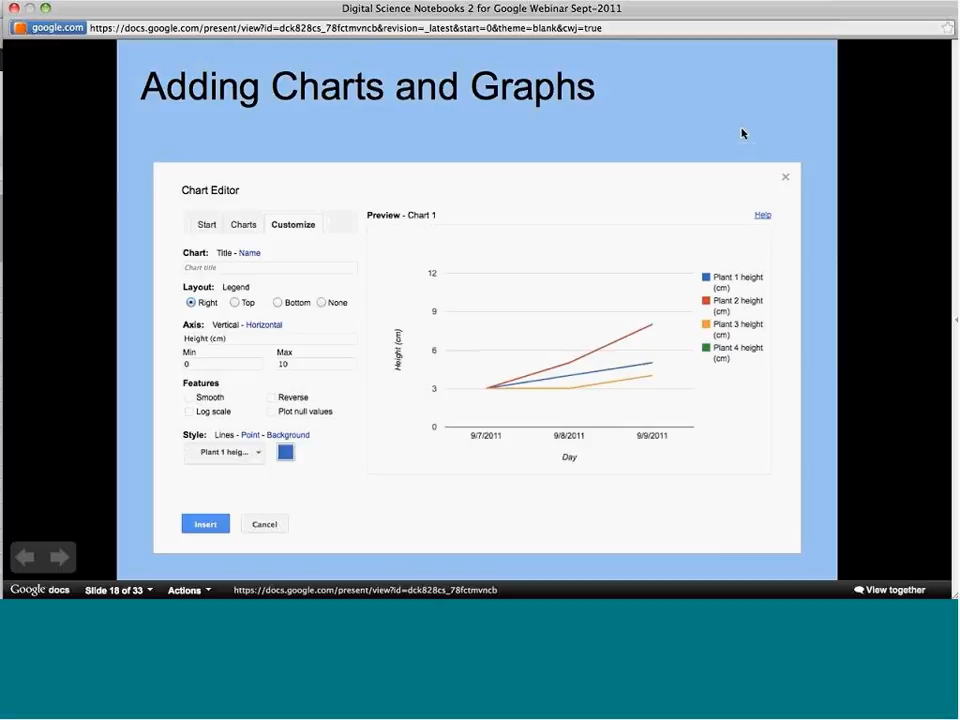 Digital Science Notebooks 2 for Google Webinar Sept-2011
google.com https://docs.google.com/present/view?id=dck828cs_78fctmvncb&revision=_latest&start=0&theme=blank&cwj=true
Adding Charts and Graphs
Chart Editor
Start Charts Customize
Chart: Title - Name
Chart title
Layout: Legend
Right Top Bottom None
Axis: Vertical - Horizontal
Height (cm)
Min Max
0 10
Features
Smooth Reverse
Log scale Plot null values
Style: Lines - Point - Background
Plant 1 heig...
Insert Cancel
Preview - Chart 1 Help
12
9
6
3
0
Height (cm)
9/7/2011 9/8/2011 9/9/2011
Day
Plant 1 height
(cm)
Plant 2 height
(cm)
Plant 3 height
(cm)
Plant 4 height
(cm)
Google docs Slide 18 of 33 Actions https://docs.google.com/present/view?id=dck828cs_78fctmvncb View together